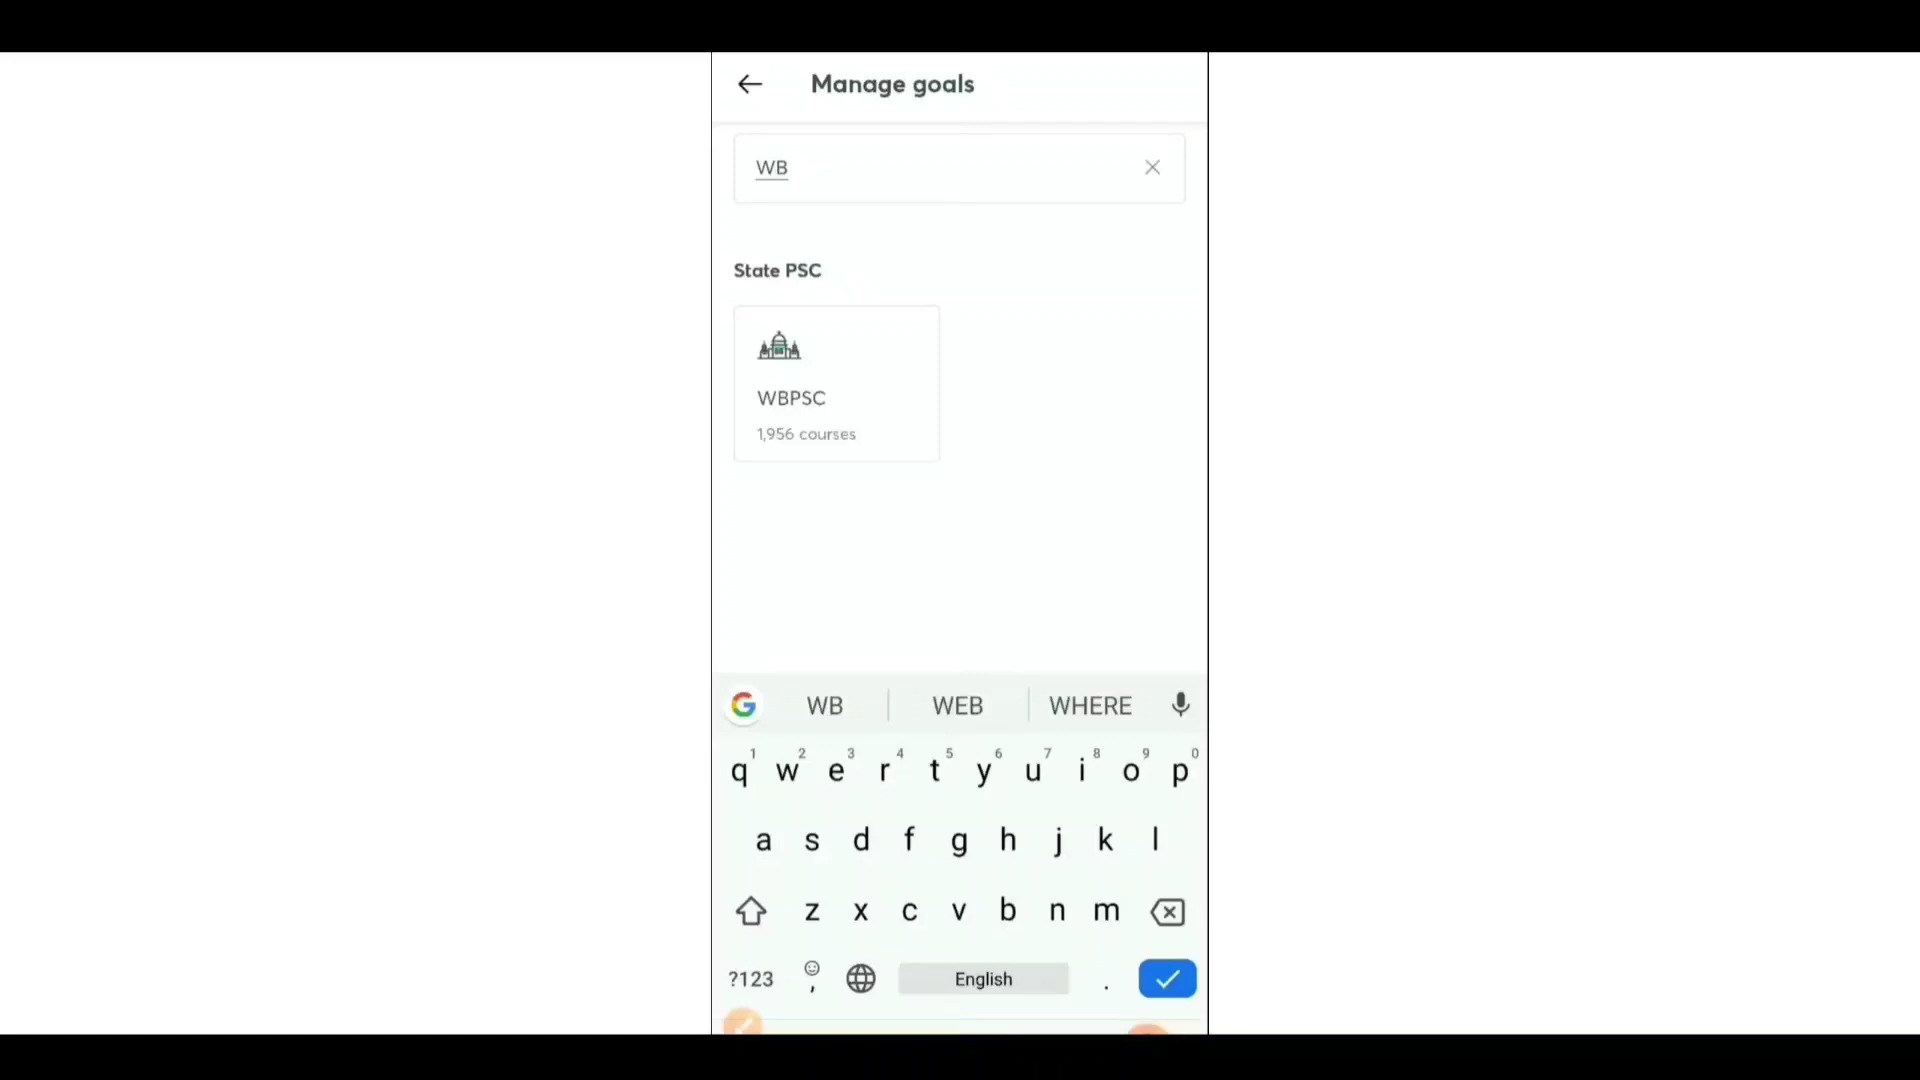 Manage goals
WB
State PSC
WBPSC
1,956 courses
WB WEB WHERE
1 2 3 4 5 6 7 8 9 0
q w e r t y u i o p
a s d f g h j k l
z x c v b n m
?123 , English .